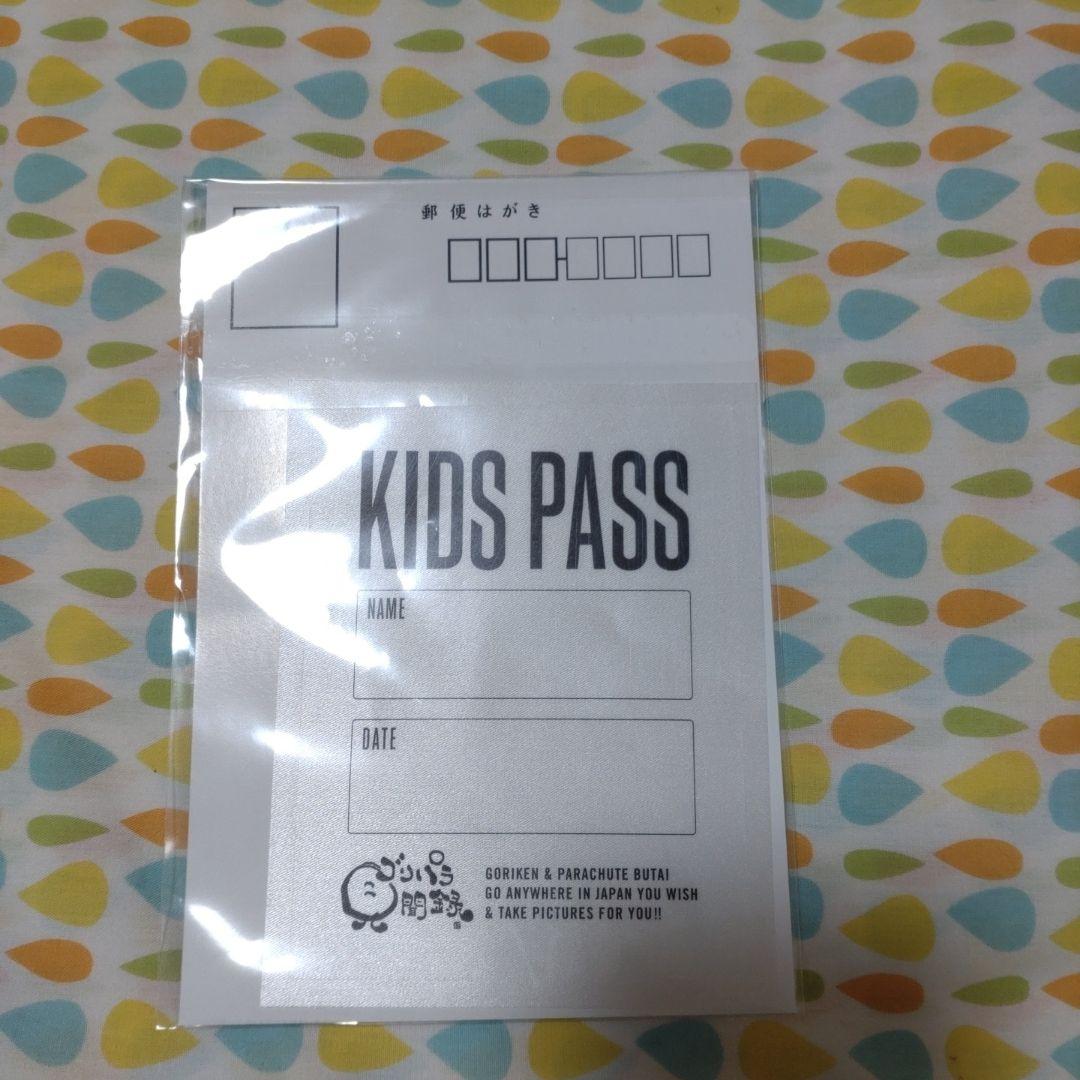 郵便はがき
KIDS PASS
NAME
DATE
ゴリパラ
見聞録
GORIKEN & PARACHUTE BUTAI
GO ANYWHERE IN JAPAN YOU WISH
& TAKE PICTURES FOR YOU!!